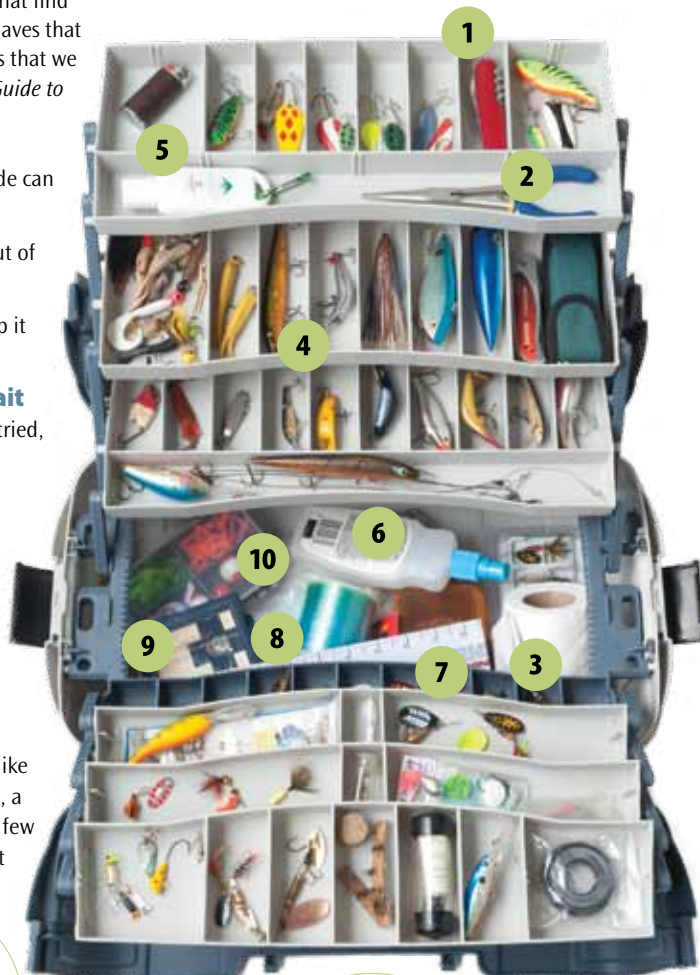 hat find
aves that
s that we
Guide to
de can
ut of
p it
ait
tried,
ike
, a
few
t
1
5
2
4
6
10
9
8
7
3